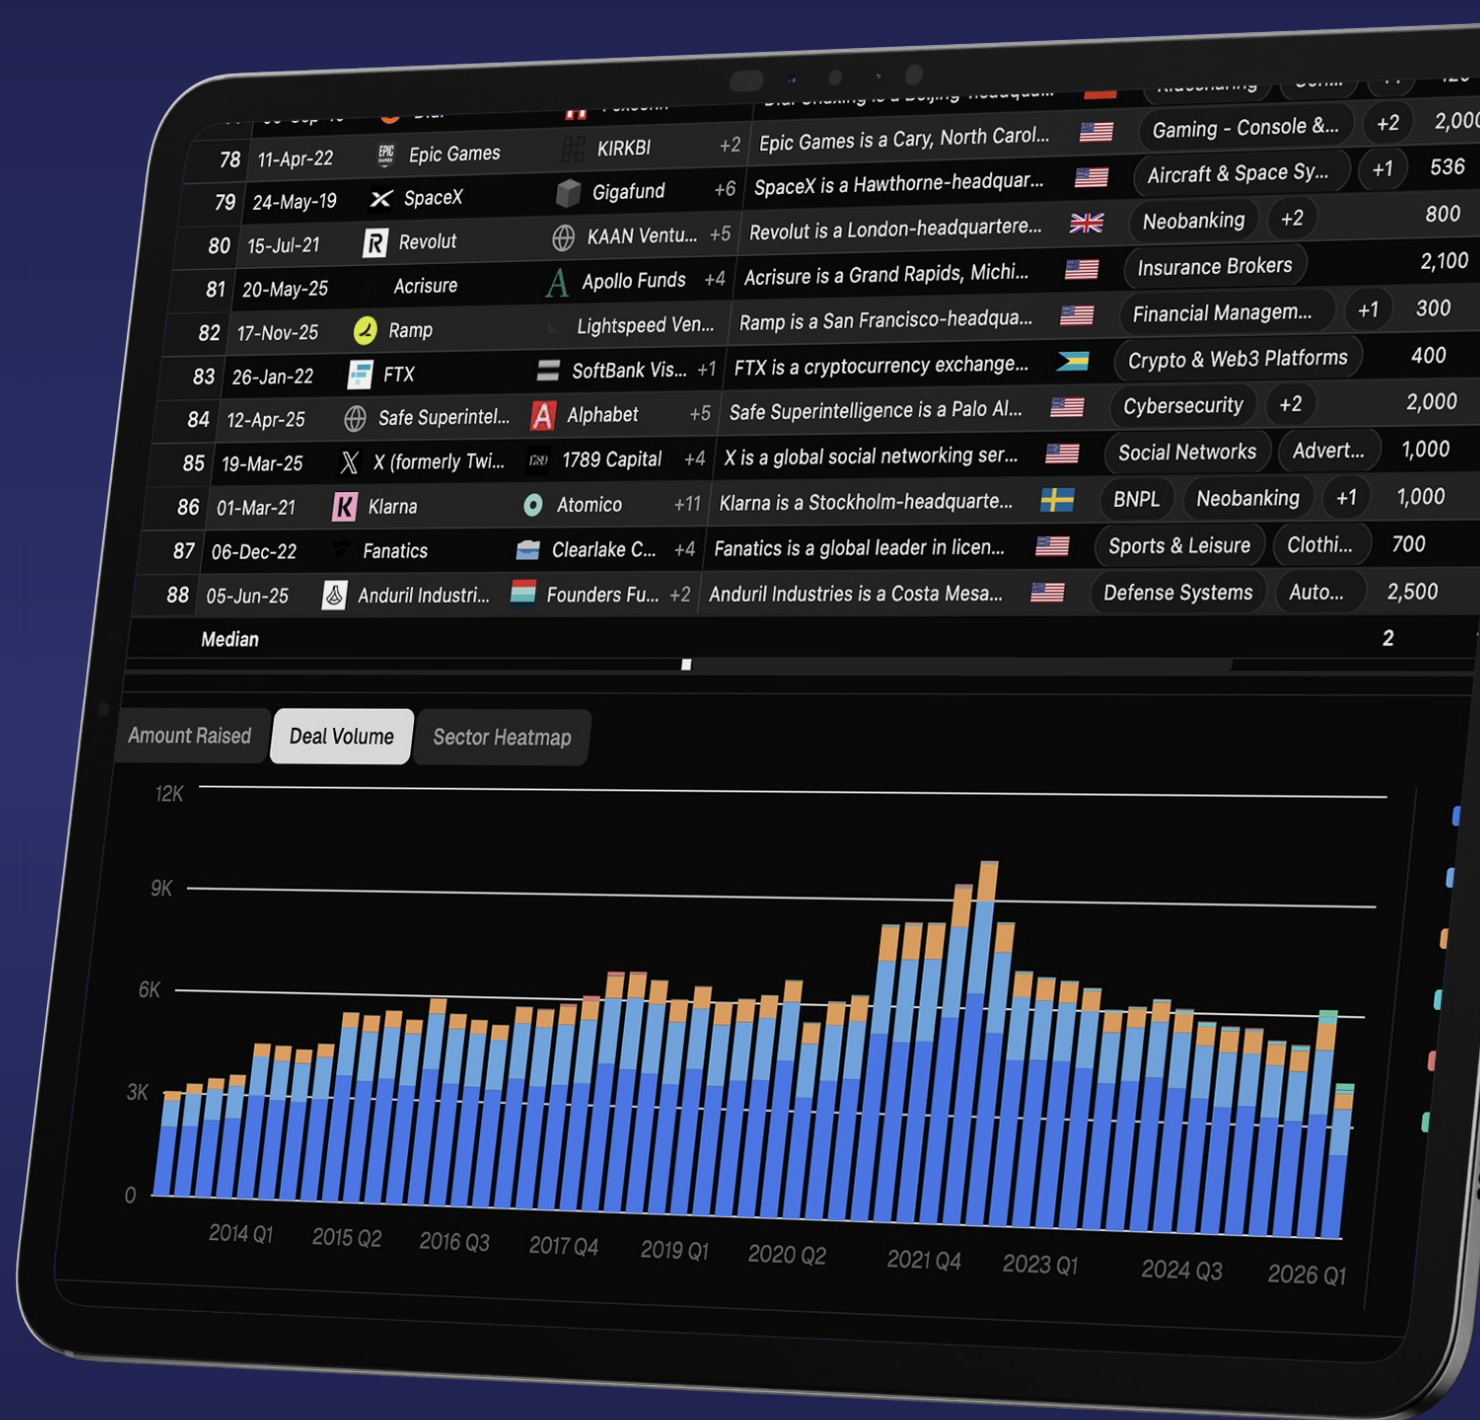 78 11-Apr-22 EPIC GAMES Epic Games KIRKBI +2 Epic Games is a Cary, North Carol... Gaming - Console &... +2 2,000
79 24-May-19 SpaceX Gigafund +6 SpaceX is a Hawthorne-headquar... Aircraft & Space Sy... +1 536
80 15-Jul-21 R Revolut KAAN Ventu... +5 Revolut is a London-headquartere... Neobanking +2 800
81 20-May-25 Acrisure A Apollo Funds +4 Acrisure is a Grand Rapids, Michi... Insurance Brokers 2,100
82 17-Nov-25 Ramp Lightspeed Ven... Ramp is a San Francisco-headqua... Financial Managem... +1 300
83 26-Jan-22 FTX SoftBank Vis... +1 FTX is a cryptocurrency exchange... Crypto & Web3 Platforms 400
84 12-Apr-25 Safe Superintel... A Alphabet +5 Safe Superintelligence is a Palo Al... Cybersecurity +2 2,000
85 19-Mar-25 X X (formerly Twi... 1789 Capital +4 X is a global social networking ser... Social Networks Advert... 1,000
86 01-Mar-21 K Klarna Atomico +11 Klarna is a Stockholm-headquarte... BNPL Neobanking +1 1,000
87 06-Dec-22 Fanatics Clearlake C... +4 Fanatics is a global leader in licen... Sports & Leisure Clothi... 700
88 05-Jun-25 Anduril Industri... Founders Fu... +2 Anduril Industries is a Costa Mesa... Defense Systems Auto... 2,500
Median 2
Amount Raised Deal Volume Sector Heatmap
12K
9K
6K
3K
0
2014 Q1 2015 Q2 2016 Q3 2017 Q4 2019 Q1 2020 Q2 2021 Q4 2023 Q1 2024 Q3 2026 Q1